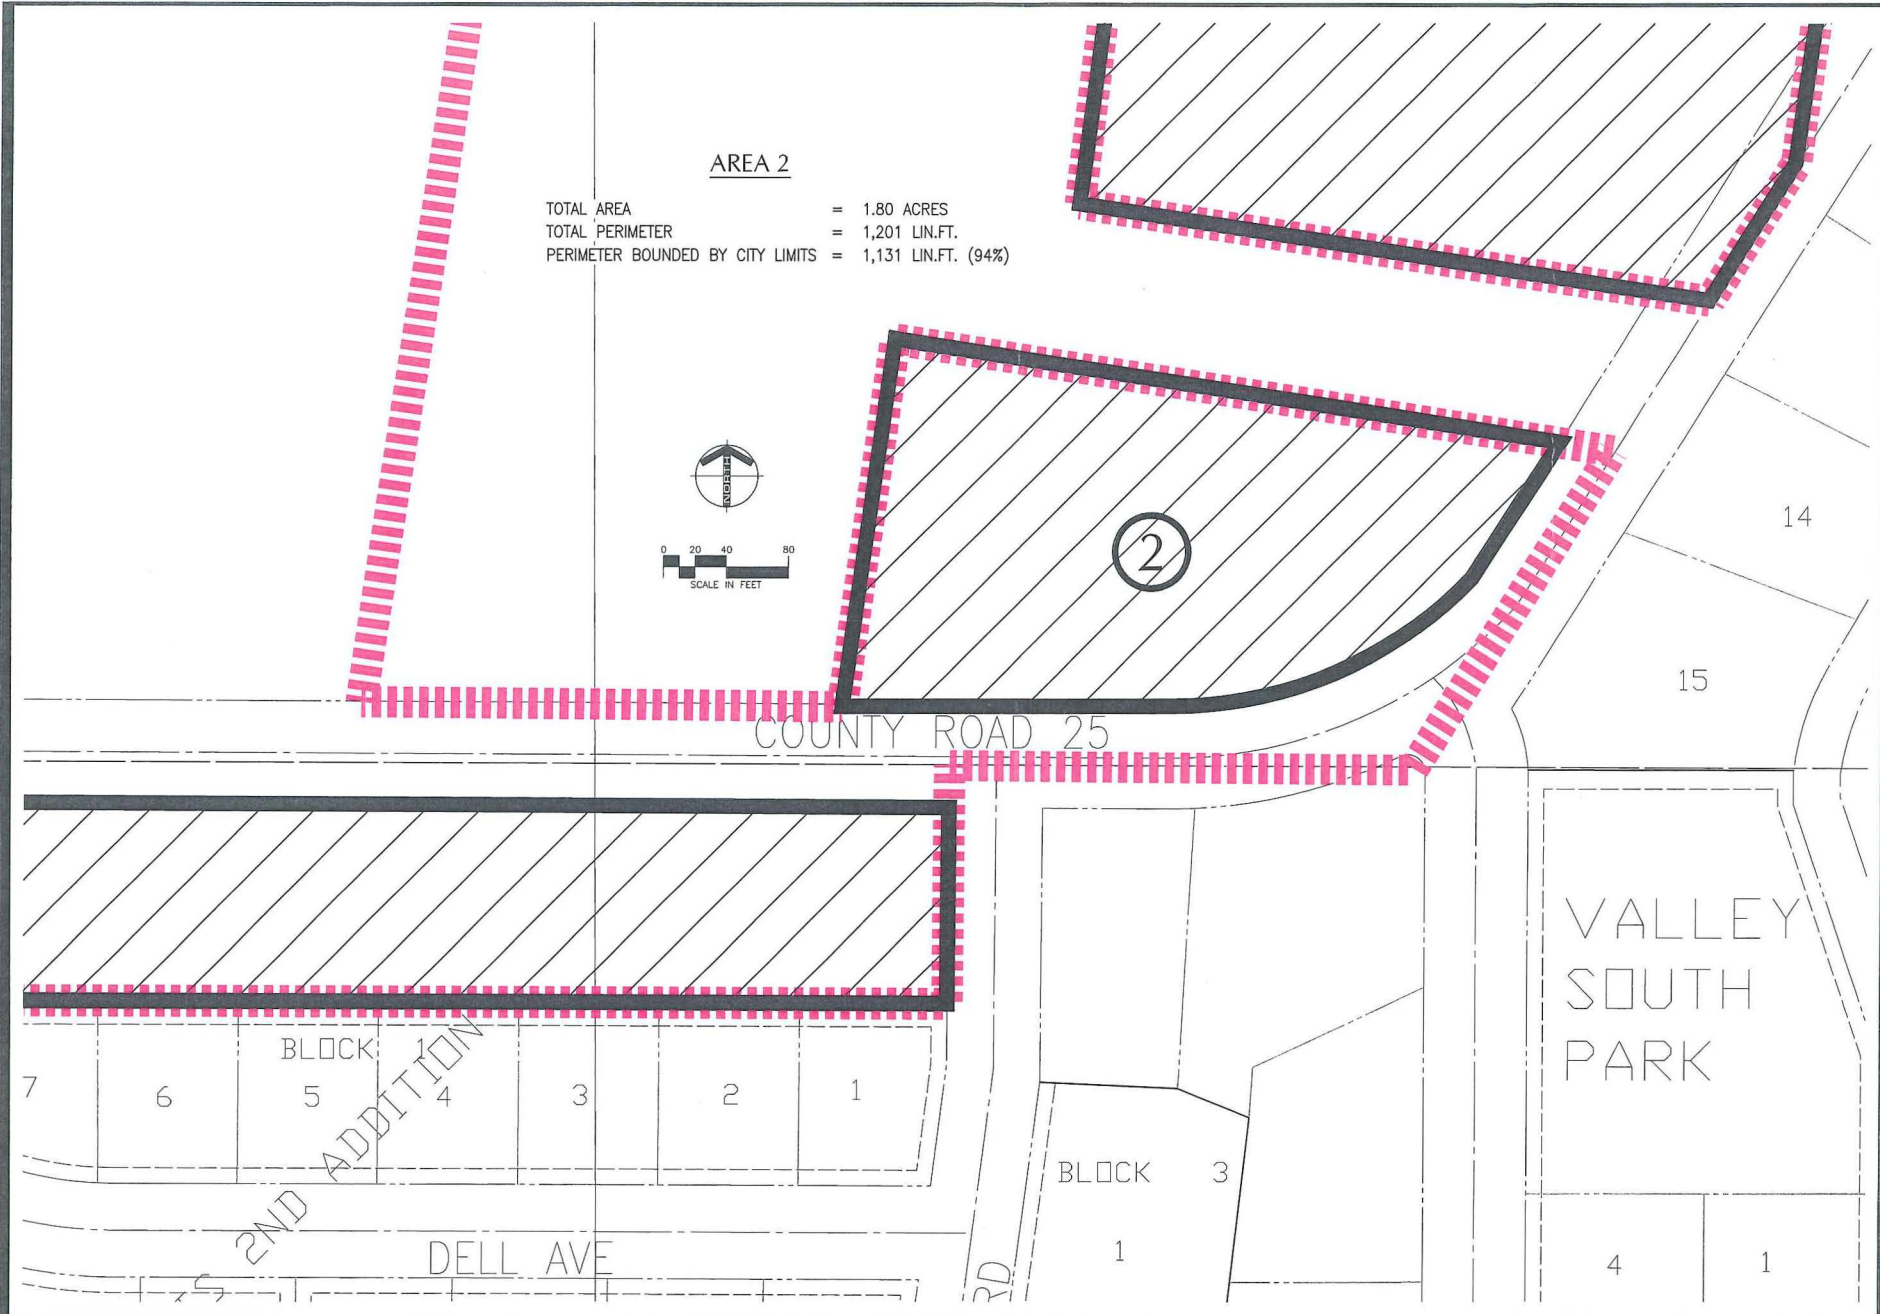 AREA 2
TOTAL AREA = 1.80 ACRES
TOTAL PERIMETER = 1,201 LIN.FT.
PERIMETER BOUNDED BY CITY LIMITS = 1,131 LIN.FT. (94%)
NORTH
0 20 40 80
SCALE IN FEET
2
14
15
COUNTY ROAD 25
VALLEY
SOUTH
PARK
BLOCK 1
7 6 5 4 3 2 1
2ND ADDITION
DELL AVE
RD
BLOCK 3
1
4 1